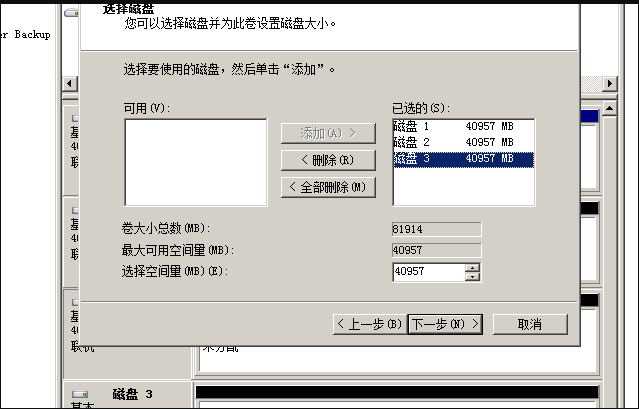 选择磁盘
您可以选择磁盘并为此卷设置磁盘大小。
er Backup
选择要使用的磁盘，然后单击“添加”。
可用(V):
已选的(S):
添加(A) >
< 删除(R)
< 全部删除(M)
磁盘 1 40957 MB
磁盘 2 40957 MB
磁盘 3 40957 MB
卷大小总数(MB): 81914
最大可用空间量(MB): 40957
选择空间量(MB)(E): 40957
< 上一步(B)
下一步(N) >
取消
基
40
联
基
40
联
基
40
联机
未分配
磁盘 3
基本